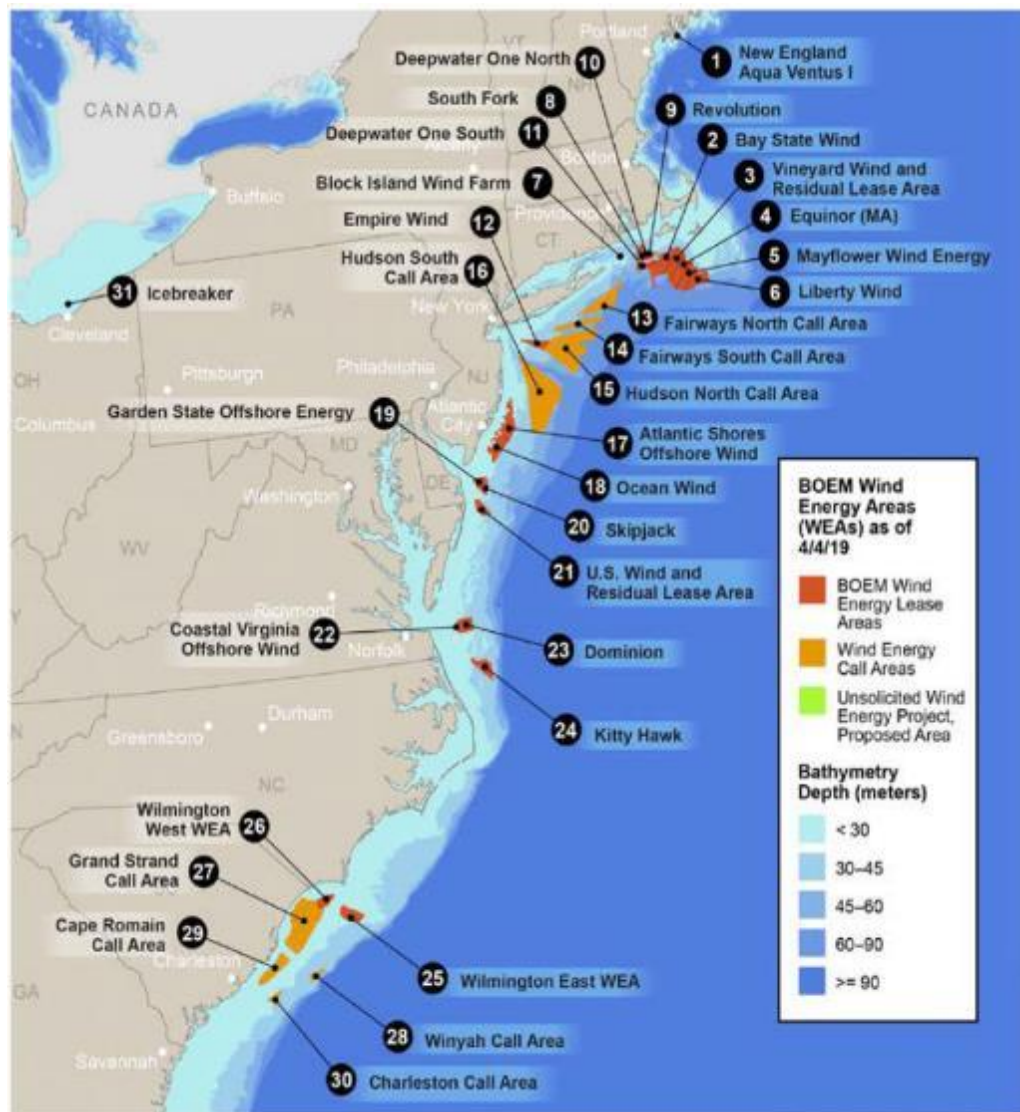 Portland
VT
NH
CANADA
Deepwater One North
10
1
New England
Aqua Ventus I
South Fork
8
9
Revolution
Deepwater One South
11
2
Bay State Wind
Albany
Boston
Block Island Wind Farm
7
3
Vineyard Wind and
Residual Lease Area
Buffalo
Providence
Empire Wind
12
4
Equinor (MA)
CT
Hudson South
Call Area
16
5
Mayflower Wind Energy
31
Icebreaker
6
Liberty Wind
PA
New York
Cleveland
13
Fairways North Call Area
14
Fairways South Call Area
Philadelphia
Pittsburgh
NJ
15
Hudson North Call Area
OH
Garden State Offshore Energy
19
Atlantic
City
Columbus
MD
17
Atlantic Shores
Offshore Wind
Washington
DE
18
Ocean Wind
20
Skipjack
WV
21
U.S. Wind and
Residual Lease Area
Richmond
Coastal Virginia
Offshore Wind
22
Norfolk
23
Dominion
24
Kitty Hawk
Durham
Greensboro
NC
Wilmington
West WEA
26
Grand Strand
Call Area
27
Cape Romain
Call Area
29
Charleston
25
Wilmington East WEA
GA
28
Winyah Call Area
Savannah
30
Charleston Call Area
BOEM Wind
Energy Areas
(WEAs) as of
4/4/19
BOEM Wind
Energy Lease
Areas
Wind Energy
Call Areas
Unsolicited Wind
Energy Project,
Proposed Area
Bathymetry
Depth (meters)
< 30
30–45
45–60
60–90
>= 90